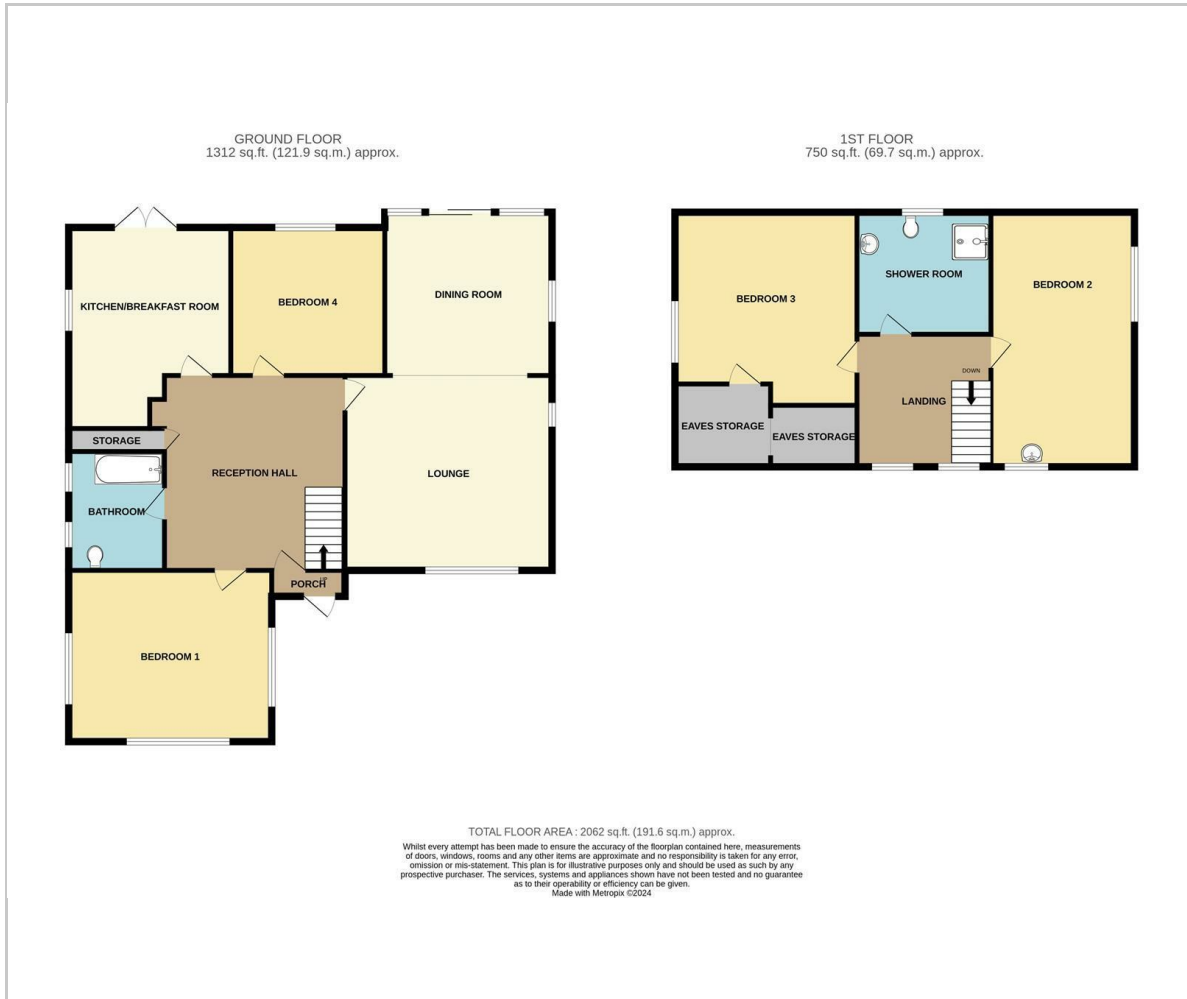 GROUND FLOOR
1312 sq.ft. (121.9 sq.m.) approx.
1ST FLOOR
750 sq.ft. (69.7 sq.m.) approx.
KITCHEN/BREAKFAST ROOM
BEDROOM 4
DINING ROOM
STORAGE
RECEPTION HALL
LOUNGE
BATHROOM
UP
PORCH
BEDROOM 1
BEDROOM 3
SHOWER ROOM
BEDROOM 2
DOWN
LANDING
EAVES STORAGE
EAVES STORAGE
TOTAL FLOOR AREA : 2062 sq.ft. (191.6 sq.m.) approx.
Whilst every attempt has been made to ensure the accuracy of the floorplan contained here, measurements
of doors, windows, rooms and any other items are approximate and no responsibility is taken for any error,
omission or mis-statement. This plan is for illustrative purposes only and should be used as such by any
prospective purchaser. The services, systems and appliances shown have not been tested and no guarantee
as to their operability or efficiency can be given.
Made with Metropix ©2024